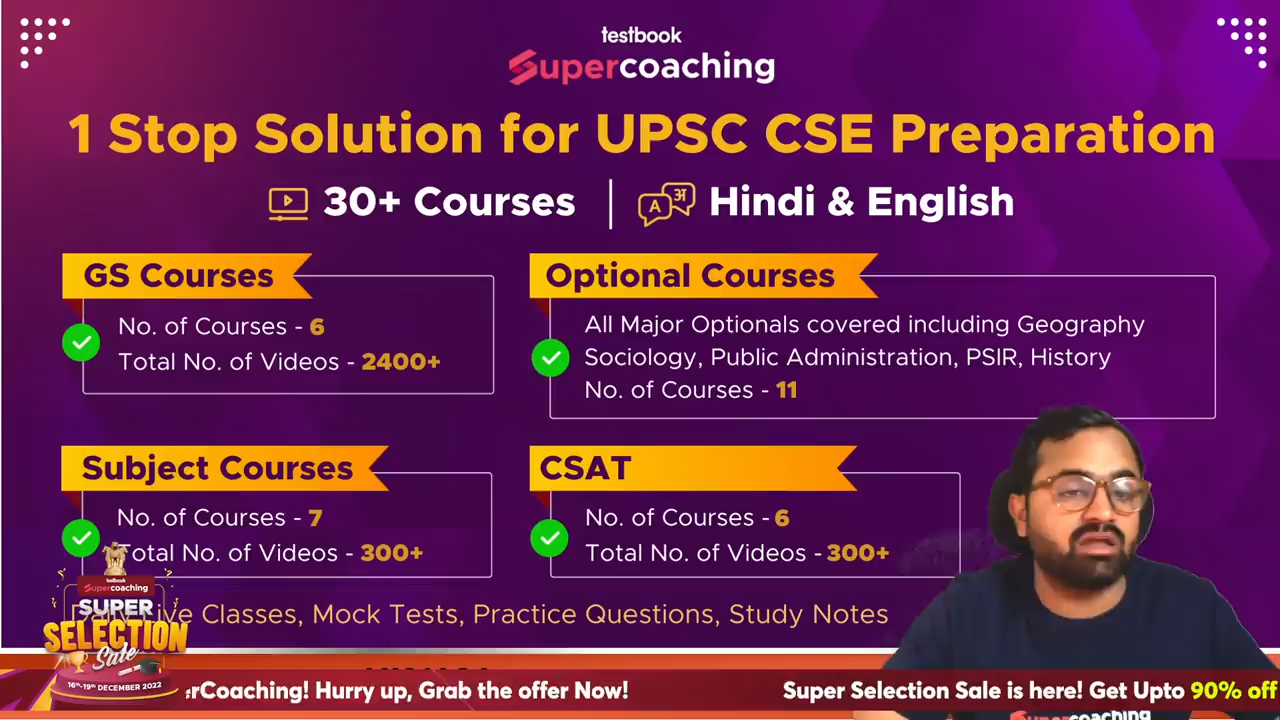 testbook
Supercoaching
1 Stop Solution for UPSC CSE Preparation
30+ Courses
A अ
Hindi & English
GS Courses
No. of Courses - 6
Total No. of Videos - 2400+
Optional Courses
All Major Optionals covered including Geography
Sociology, Public Administration, PSIR, History
No. of Courses - 11
Subject Courses
No. of Courses - 7
Total No. of Videos - 300+
CSAT
No. of Courses - 6
Total No. of Videos - 300+
Classes, Mock Tests, Practice Questions, Study Notes
testbook
Supercoaching
SUPER
SELECTION
Sale
16th-19th DECEMBER 2022
rCoaching! Hurry up, Grab the offer Now!
Super Selection Sale is here! Get Upto 90% off
Supercoaching